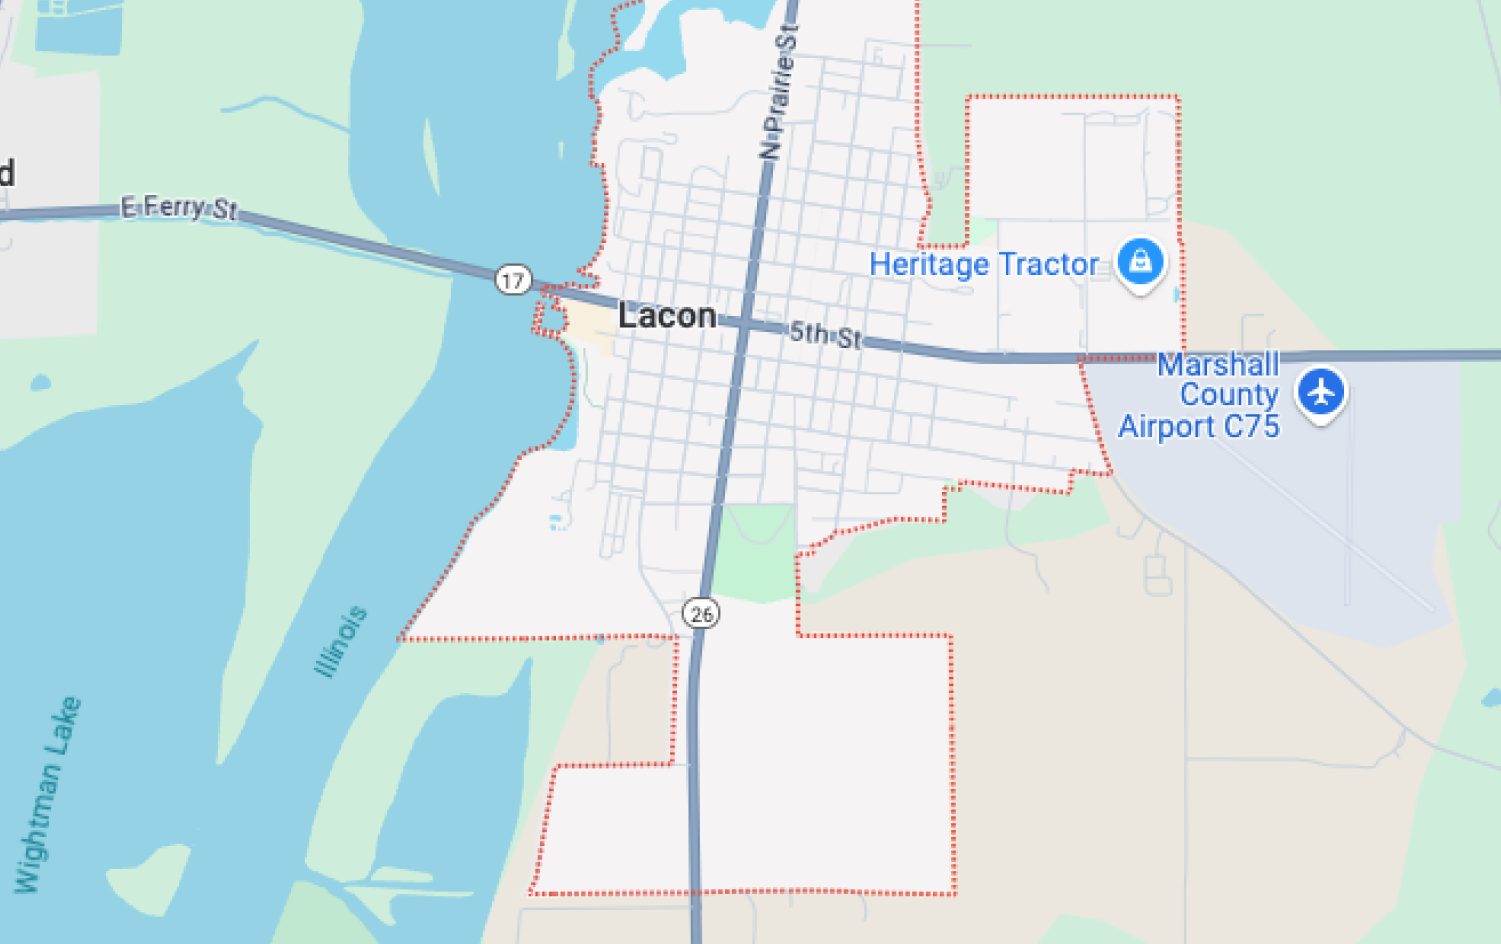 N Prairie St
d
E Ferry St
17
Heritage Tractor
Lacon
5th St
Marshall
County
Airport C75
26
Illinois
Wightman Lake